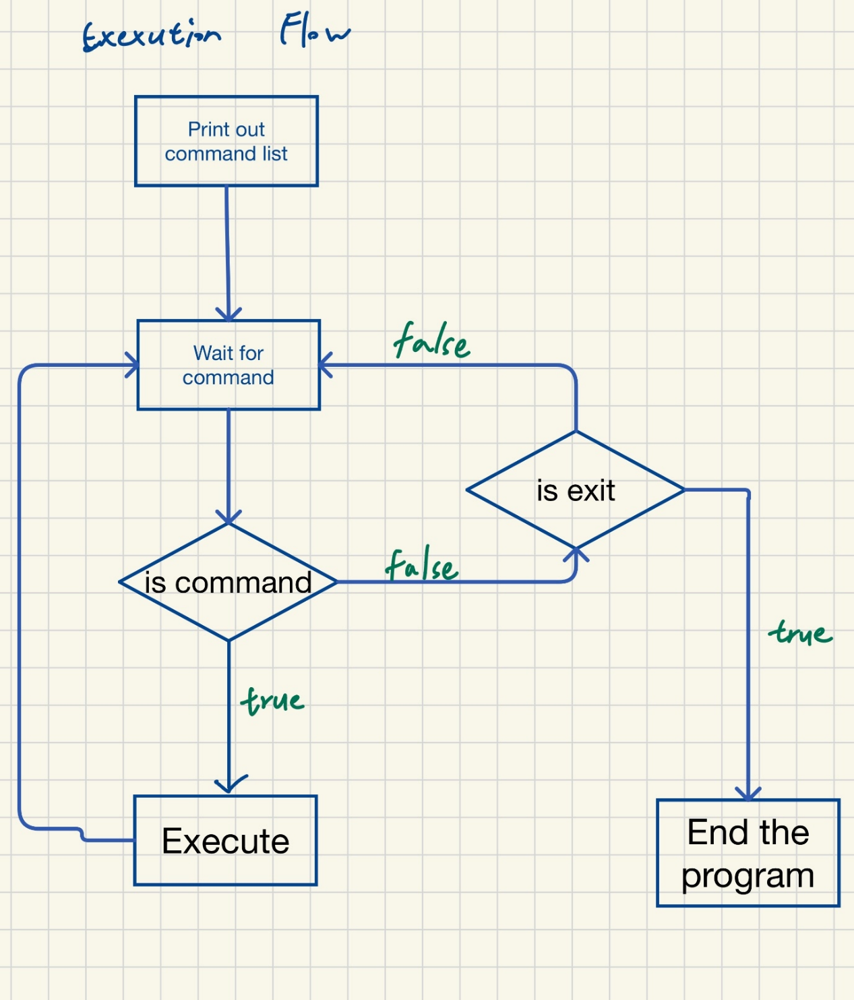 Exexution Flow
Print out
command list
Wait for
command
false
is exit
is command
false
true
true
Execute
End the
program